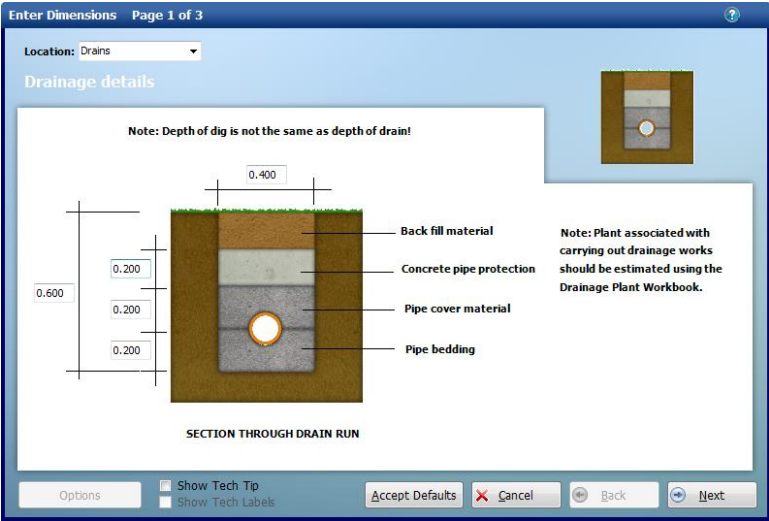 Enter Dimensions Page 1 of 3
?
Location: Drains
Drainage details
Note: Depth of dig is not the same as depth of drain!
0.400
Back fill material
Concrete pipe protection
Pipe cover material
Pipe bedding
0.600
0.200
0.200
0.200
SECTION THROUGH DRAIN RUN
Note: Plant associated with
carrying out drainage works
should be estimated using the
Drainage Plant Workbook.
Options
Show Tech Tip
Show Tech Labels
Accept Defaults
Cancel
Back
Next